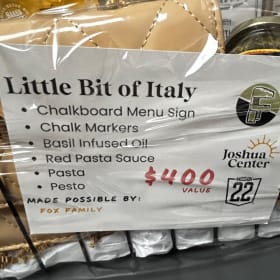 Little Bit of Italy
• Chalkboard Menu Sign
• Chalk Markers
• Basil Infused Oil
• Red Pasta Sauce
• Pasta
• Pesto
$400
VALUE
MADE POSSIBLE BY:
FOX FAMILY
F
Joshua
Center
22